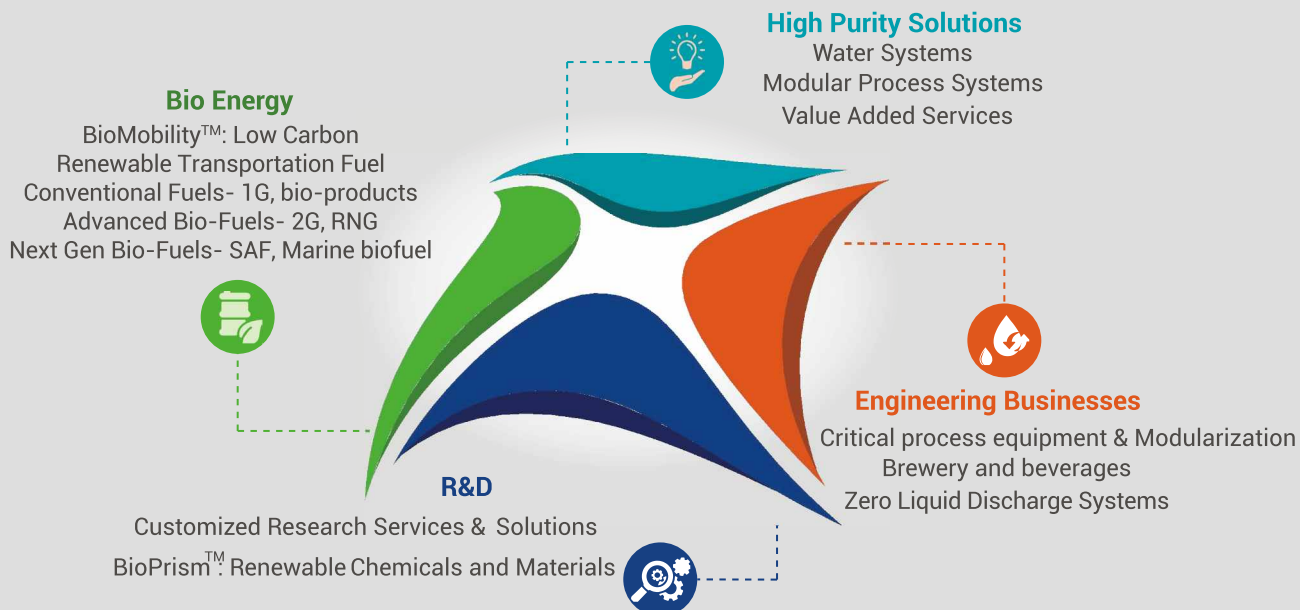 High Purity Solutions
Water Systems
Modular Process Systems
Value Added Services
Bio Energy
BioMobility™: Low Carbon
Renewable Transportation Fuel
Conventional Fuels- 1G, bio-products
Advanced Bio-Fuels- 2G, RNG
Next Gen Bio-Fuels- SAF, Marine biofuel
Engineering Businesses
Critical process equipment & Modularization
Brewery and beverages
Zero Liquid Discharge Systems
R&D
Customized Research Services & Solutions
BioPrism™: Renewable Chemicals and Materials